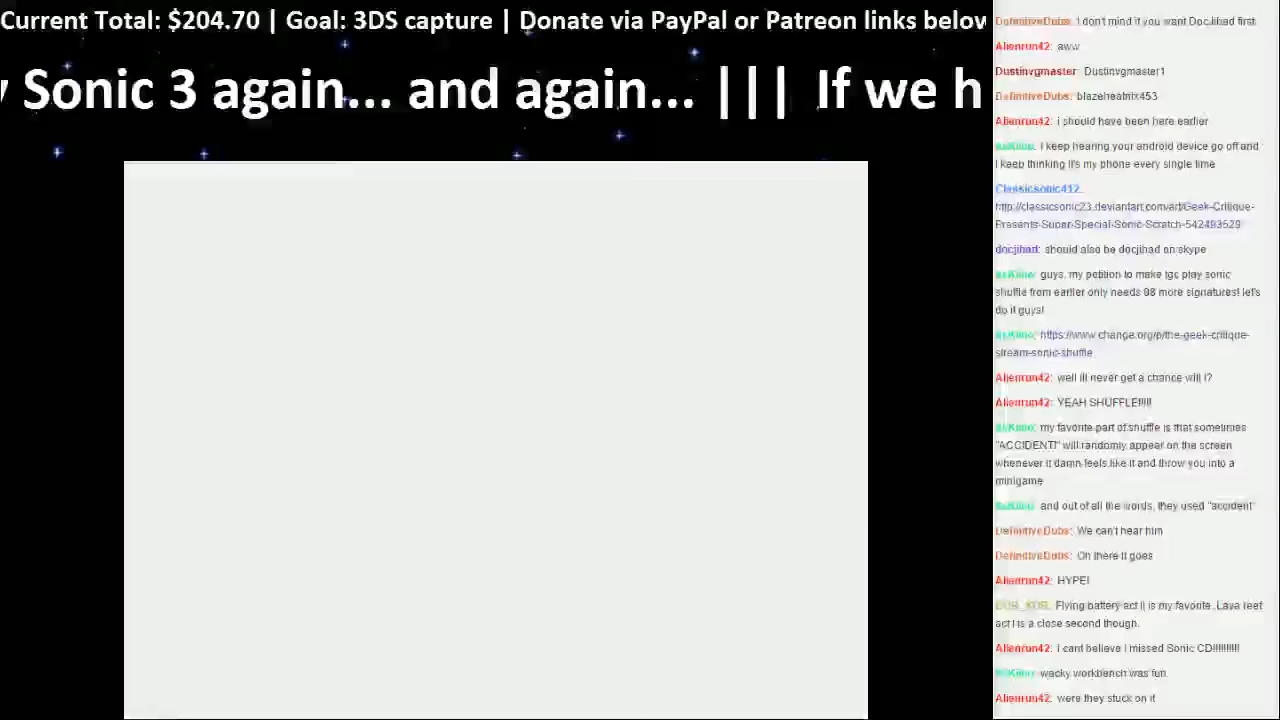 Current Total: $204.70 | Goal: 3DS capture | Donate via PayPal or Patreon links below
Sonic 3 again... and again... ||| If we h
DefinitiveDubs: I don't mind if you want DocJihad first
Alienrun42: aww
Dustinvgmaster: Dustinvgmaster1
DefinitiveDubs: blazeheatnix453
Alienrun42: i should have been here earlier
I keep hearing your android device go off and
I keep thinking it's my phone every single time
Classicsonic412:
http://classicsonic23.deviantart.com/art/Geek-Critique-
Presents-Super-Special-Sonic-Scratch-542493529
docjihad: should also be docjihad on skype
guys, my petition to make tgc play sonic
shuffle from earlier only needs 98 more signatures! let's
do it guys!
https://www.change.org/p/the-geek-critique-
stream-sonic-shuffle
Alienrun42: well ill never get a chance will I?
Alienrun42: YEAH SHUFFLE!!!!!
my favorite part of shuffle is that sometimes
"ACCIDENT!" will randomly appear on the screen
whenever it damn feels like it and throw you into a
minigame
and out of all the words, they used "accident"
DefinitiveDubs: We can't hear him
DefinitiveDubs: Oh there it goes
Alienrun42: HYPE!
Flying battery act II is my favorite. Lava reef
act I is a close second though.
Alienrun42: i cant believe I missed Sonic CD!!!!!!!!!!
wacky workbench was fun
Alienrun42: were they stuck on it